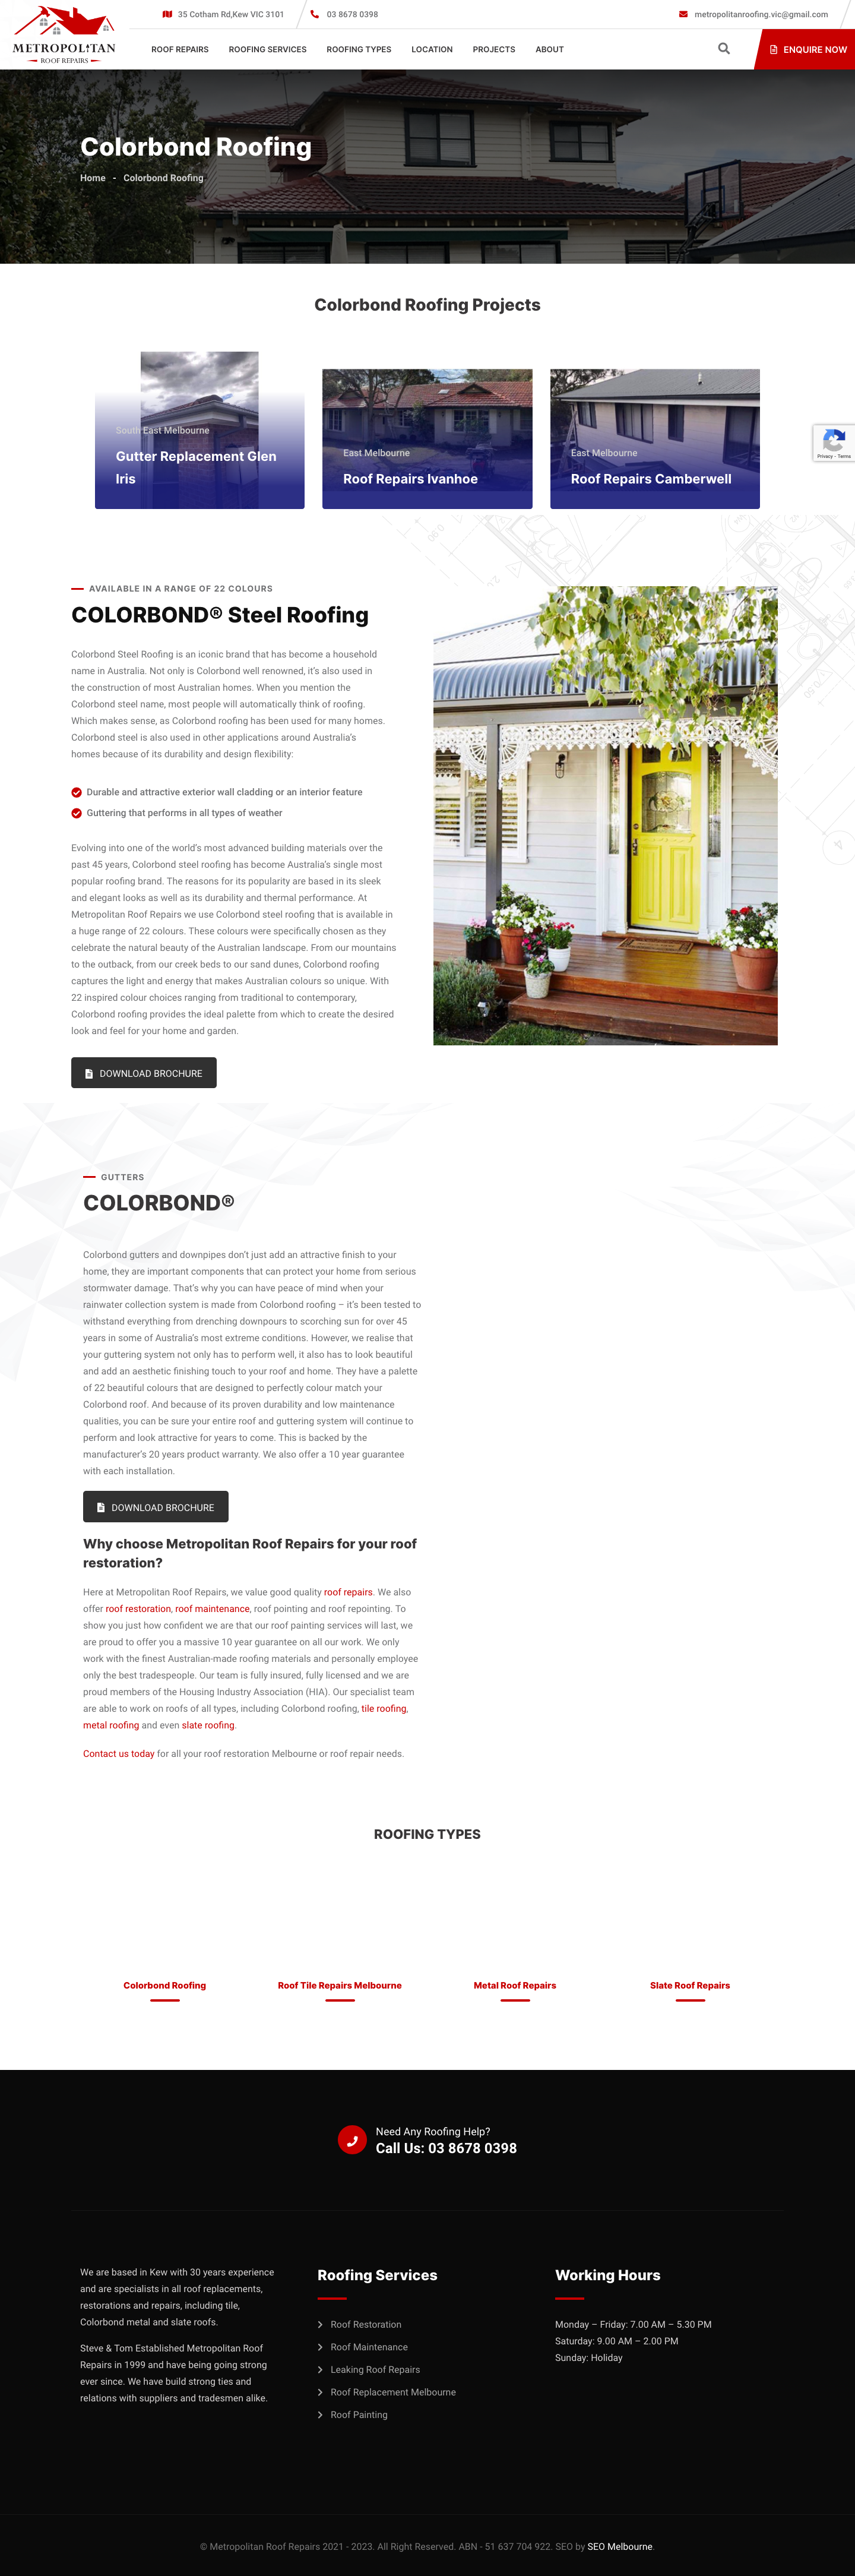 35 Cotham Rd,Kew VIC 3101
03 8678 0398
metropolitanroofing.vic@gmail.com
METROPOLITAN
ROOF REPAIRS
ROOF REPAIRS
ROOFING SERVICES
ROOFING TYPES
LOCATION
PROJECTS
ABOUT
ENQUIRE NOW
Colorbond Roofing
Home - Colorbond Roofing
Colorbond Roofing Projects
South East Melbourne
Gutter Replacement Glen
Iris
East Melbourne
Roof Repairs Ivanhoe
East Melbourne
Roof Repairs Camberwell
Privacy - Terms
AVAILABLE IN A RANGE OF 22 COLOURS
COLORBOND® Steel Roofing
Colorbond Steel Roofing is an iconic brand that has become a household
name in Australia. Not only is Colorbond well renowned, it’s also used in
the construction of most Australian homes. When you mention the
Colorbond steel name, most people will automatically think of roofing.
Which makes sense, as Colorbond roofing has been used for many homes.
Colorbond steel is also used in other applications around Australia’s
homes because of its durability and design flexibility:
Durable and attractive exterior wall cladding or an interior feature
Guttering that performs in all types of weather
Evolving into one of the world’s most advanced building materials over the
past 45 years, Colorbond steel roofing has become Australia’s single most
popular roofing brand. The reasons for its popularity are based in its sleek
and elegant looks as well as its durability and thermal performance. At
Metropolitan Roof Repairs we use Colorbond steel roofing that is available in
a huge range of 22 colours. These colours were specifically chosen as they
celebrate the natural beauty of the Australian landscape. From our mountains
to the outback, from our creek beds to our sand dunes, Colorbond roofing
captures the light and energy that makes Australian colours so unique. With
22 inspired colour choices ranging from traditional to contemporary,
Colorbond roofing provides the ideal palette from which to create the desired
look and feel for your home and garden.
DOWNLOAD BROCHURE
GUTTERS
COLORBOND®
Colorbond gutters and downpipes don’t just add an attractive finish to your
home, they are important components that can protect your home from serious
stormwater damage. That’s why you can have peace of mind when your
rainwater collection system is made from Colorbond roofing – it’s been tested to
withstand everything from drenching downpours to scorching sun for over 45
years in some of Australia’s most extreme conditions. However, we realise that
your guttering system not only has to perform well, it also has to look beautiful
and add an aesthetic finishing touch to your roof and home. They have a palette
of 22 beautiful colours that are designed to perfectly colour match your
Colorbond roof. And because of its proven durability and low maintenance
qualities, you can be sure your entire roof and guttering system will continue to
perform and look attractive for years to come. This is backed by the
manufacturer’s 20 years product warranty. We also offer a 10 year guarantee
with each installation.
DOWNLOAD BROCHURE
Why choose Metropolitan Roof Repairs for your roof
restoration?
Here at Metropolitan Roof Repairs, we value good quality roof repairs. We also
offer roof restoration, roof maintenance, roof pointing and roof repointing. To
show you just how confident we are that our roof painting services will last, we
are proud to offer you a massive 10 year guarantee on all our work. We only
work with the finest Australian-made roofing materials and personally employee
only the best tradespeople. Our team is fully insured, fully licensed and we are
proud members of the Housing Industry Association (HIA). Our specialist team
are able to work on roofs of all types, including Colorbond roofing, tile roofing,
metal roofing and even slate roofing.
Contact us today for all your roof restoration Melbourne or roof repair needs.
ROOFING TYPES
Colorbond Roofing
Roof Tile Repairs Melbourne
Metal Roof Repairs
Slate Roof Repairs
Need Any Roofing Help?
Call Us: 03 8678 0398
We are based in Kew with 30 years experience
and are specialists in all roof replacements,
restorations and repairs, including tile,
Colorbond metal and slate roofs.
Steve & Tom Established Metropolitan Roof
Repairs in 1999 and have being going strong
ever since. We have build strong ties and
relations with suppliers and tradesmen alike.
Roofing Services
Roof Restoration
Roof Maintenance
Leaking Roof Repairs
Roof Replacement Melbourne
Roof Painting
Working Hours
Monday – Friday: 7.00 AM – 5.30 PM
Saturday: 9.00 AM – 2.00 PM
Sunday: Holiday
© Metropolitan Roof Repairs 2021 - 2023. All Right Reserved. ABN - 51 637 704 922. SEO by SEO Melbourne.